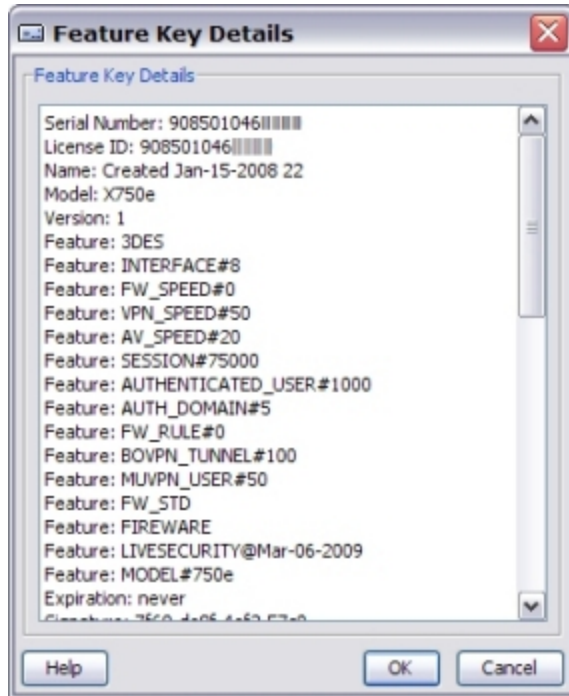 Feature Key Details
Feature Key Details
Serial Number: 908501046
License ID: 908501046
Name: Created Jan-15-2008 22
Model: X750e
Version: 1
Feature: 3DES
Feature: INTERFACE#8
Feature: FW_SPEED#0
Feature: VPN_SPEED#50
Feature: AV_SPEED#20
Feature: SESSION#75000
Feature: AUTHENTICATED_USER#1000
Feature: AUTH_DOMAIN#5
Feature: FW_RULE#0
Feature: BOVPN_TUNNEL#100
Feature: MUVPN_USER#50
Feature: FW_STD
Feature: FIREWARE
Feature: LIVESECURITY@Mar-06-2009
Feature: MODEL#750e
Expiration: never
Help
OK
Cancel